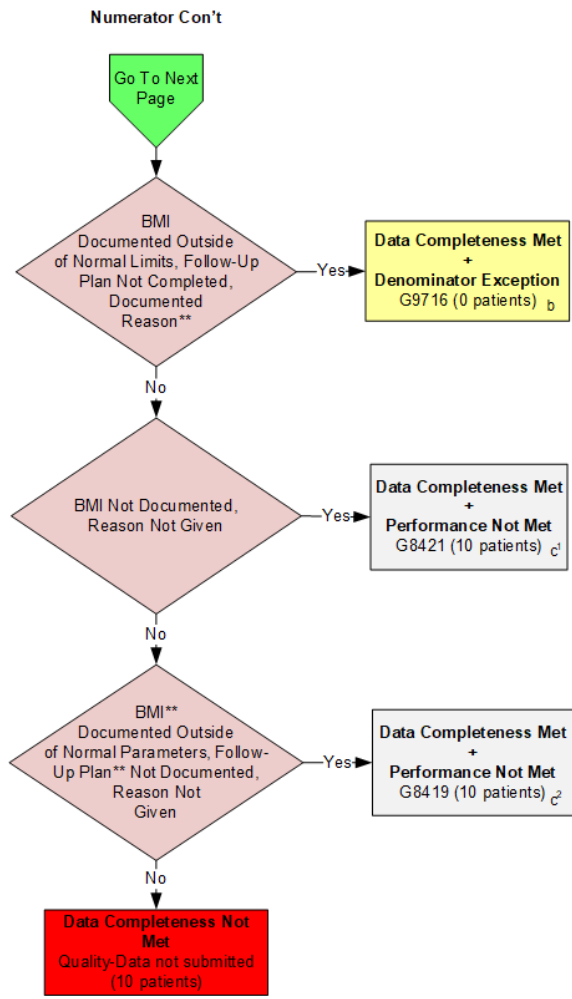 Numerator Con't
Go To Next
Page
BMI
Documented Outside
of Normal Limits, Follow-Up
Plan Not Completed,
Documented
Reason**
Yes
Data Completeness Met
+
Denominator Exception
G9716 (0 patients) b
No
BMI Not Documented,
Reason Not Given
Yes
Data Completeness Met
+
Performance Not Met
G8421 (10 patients) c¹
No
BMI**
Documented Outside
of Normal Parameters, Follow-
Up Plan** Not Documented,
Reason Not
Given
Yes
Data Completeness Met
+
Performance Not Met
G8419 (10 patients) c²
No
Data Completeness Not
Met
Quality-Data not submitted
(10 patients)